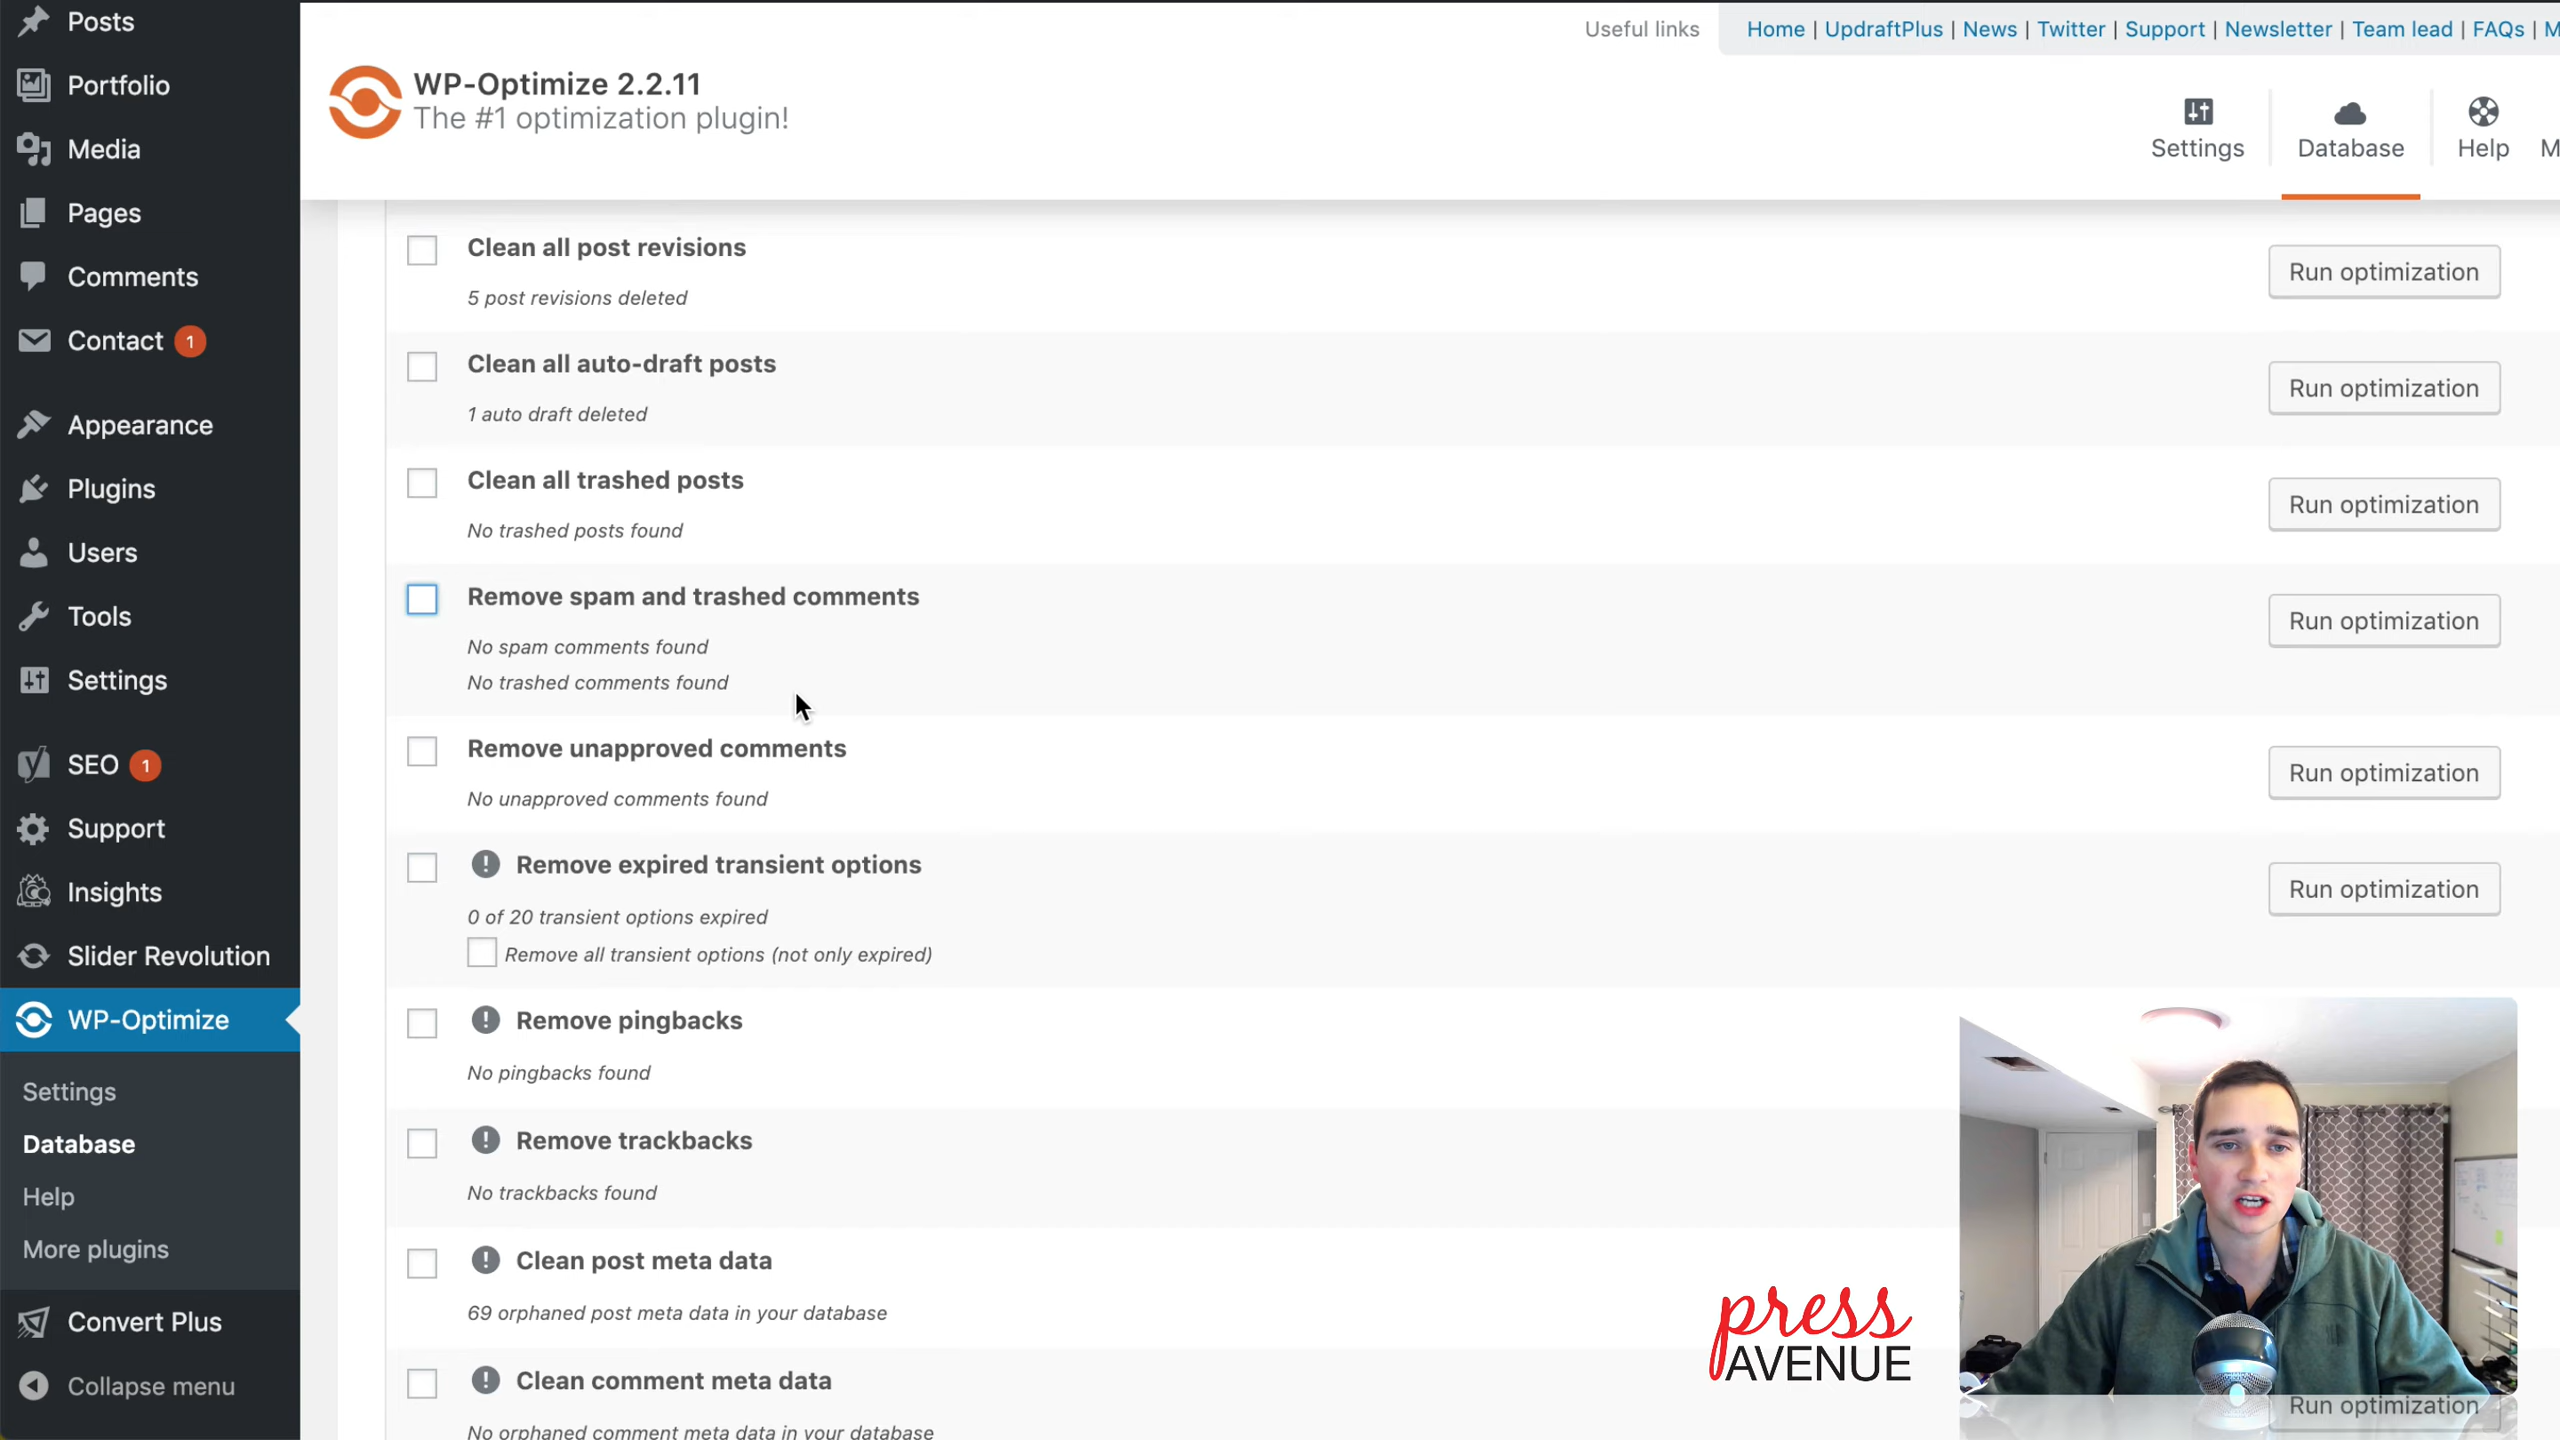 Posts
Portfolio
Media
Pages
Comments
Contact 1
Appearance
Plugins
Users
Tools
Settings
SEO 1
Support
Insights
Slider Revolution
WP-Optimize
Settings
Database
Help
More plugins
Convert Plus
Collapse menu
Useful links
Home | UpdraftPlus | News | Twitter | Support | Newsletter | Team lead | FAQs | M
WP-Optimize 2.2.11
The #1 optimization plugin!
Settings
Database
Help
M
Clean all post revisions
5 post revisions deleted
Run optimization
Clean all auto-draft posts
1 auto draft deleted
Run optimization
Clean all trashed posts
No trashed posts found
Run optimization
Remove spam and trashed comments
No spam comments found
No trashed comments found
Run optimization
Remove unapproved comments
No unapproved comments found
Run optimization
Remove expired transient options
0 of 20 transient options expired
Remove all transient options (not only expired)
Run optimization
Remove pingbacks
No pingbacks found
Remove trackbacks
No trackbacks found
Clean post meta data
69 orphaned post meta data in your database
Clean comment meta data
No orphaned comment meta data in your database
Run optimization
press
AVENUE